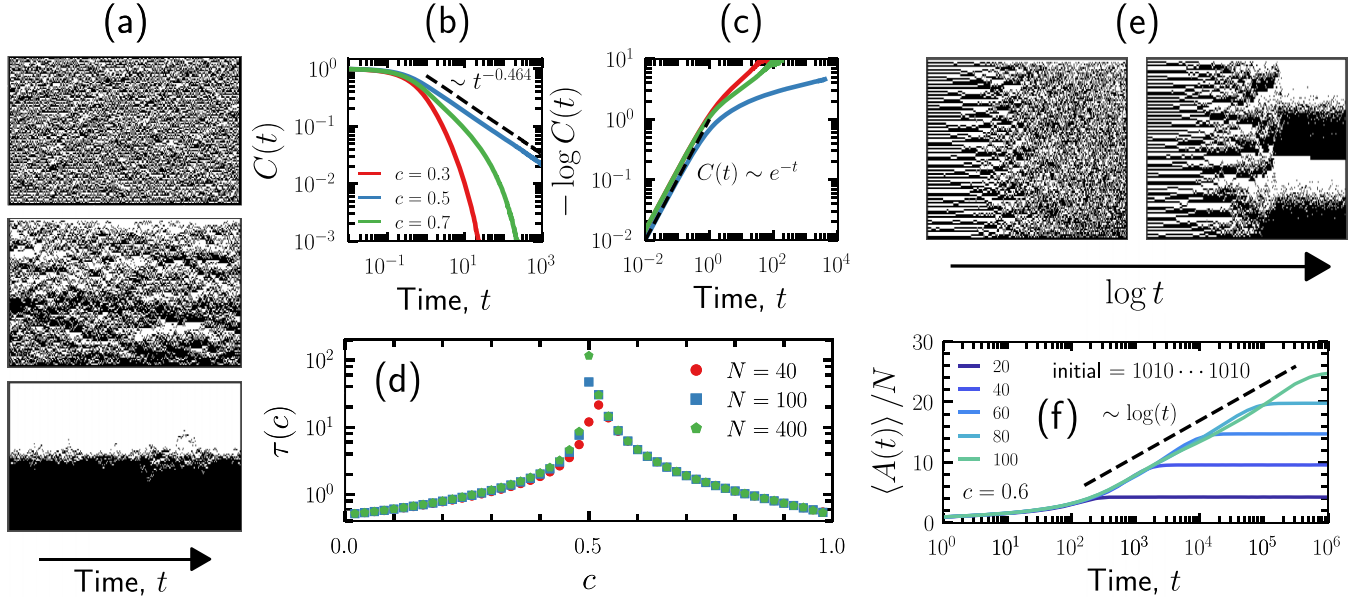 (a)
Time, t
(b)
C(t)
10^0
10^{-1}
10^{-2}
10^{-3}
∼ t^{-0.464}
c = 0.3
c = 0.5
c = 0.7
10^{-1} 10^1 10^3
Time, t
(c)
− log C(t)
10^1
10^0
10^{-1}
10^{-2}
C(t) ∼ e^{-t}
10^{-2} 10^0 10^2 10^4
Time, t
(d)
τ(c)
10^2
10^1
10^0
N = 40
N = 100
N = 400
0.0 0.5 1.0
c
(e)
log t
(f)
⟨A(t)⟩ /N
30
20
10
0
20
40
60
80
100
c = 0.6
initial = 1010 · · · 1010
∼ log(t)
10^0 10^1 10^2 10^3 10^4 10^5 10^6
Time, t